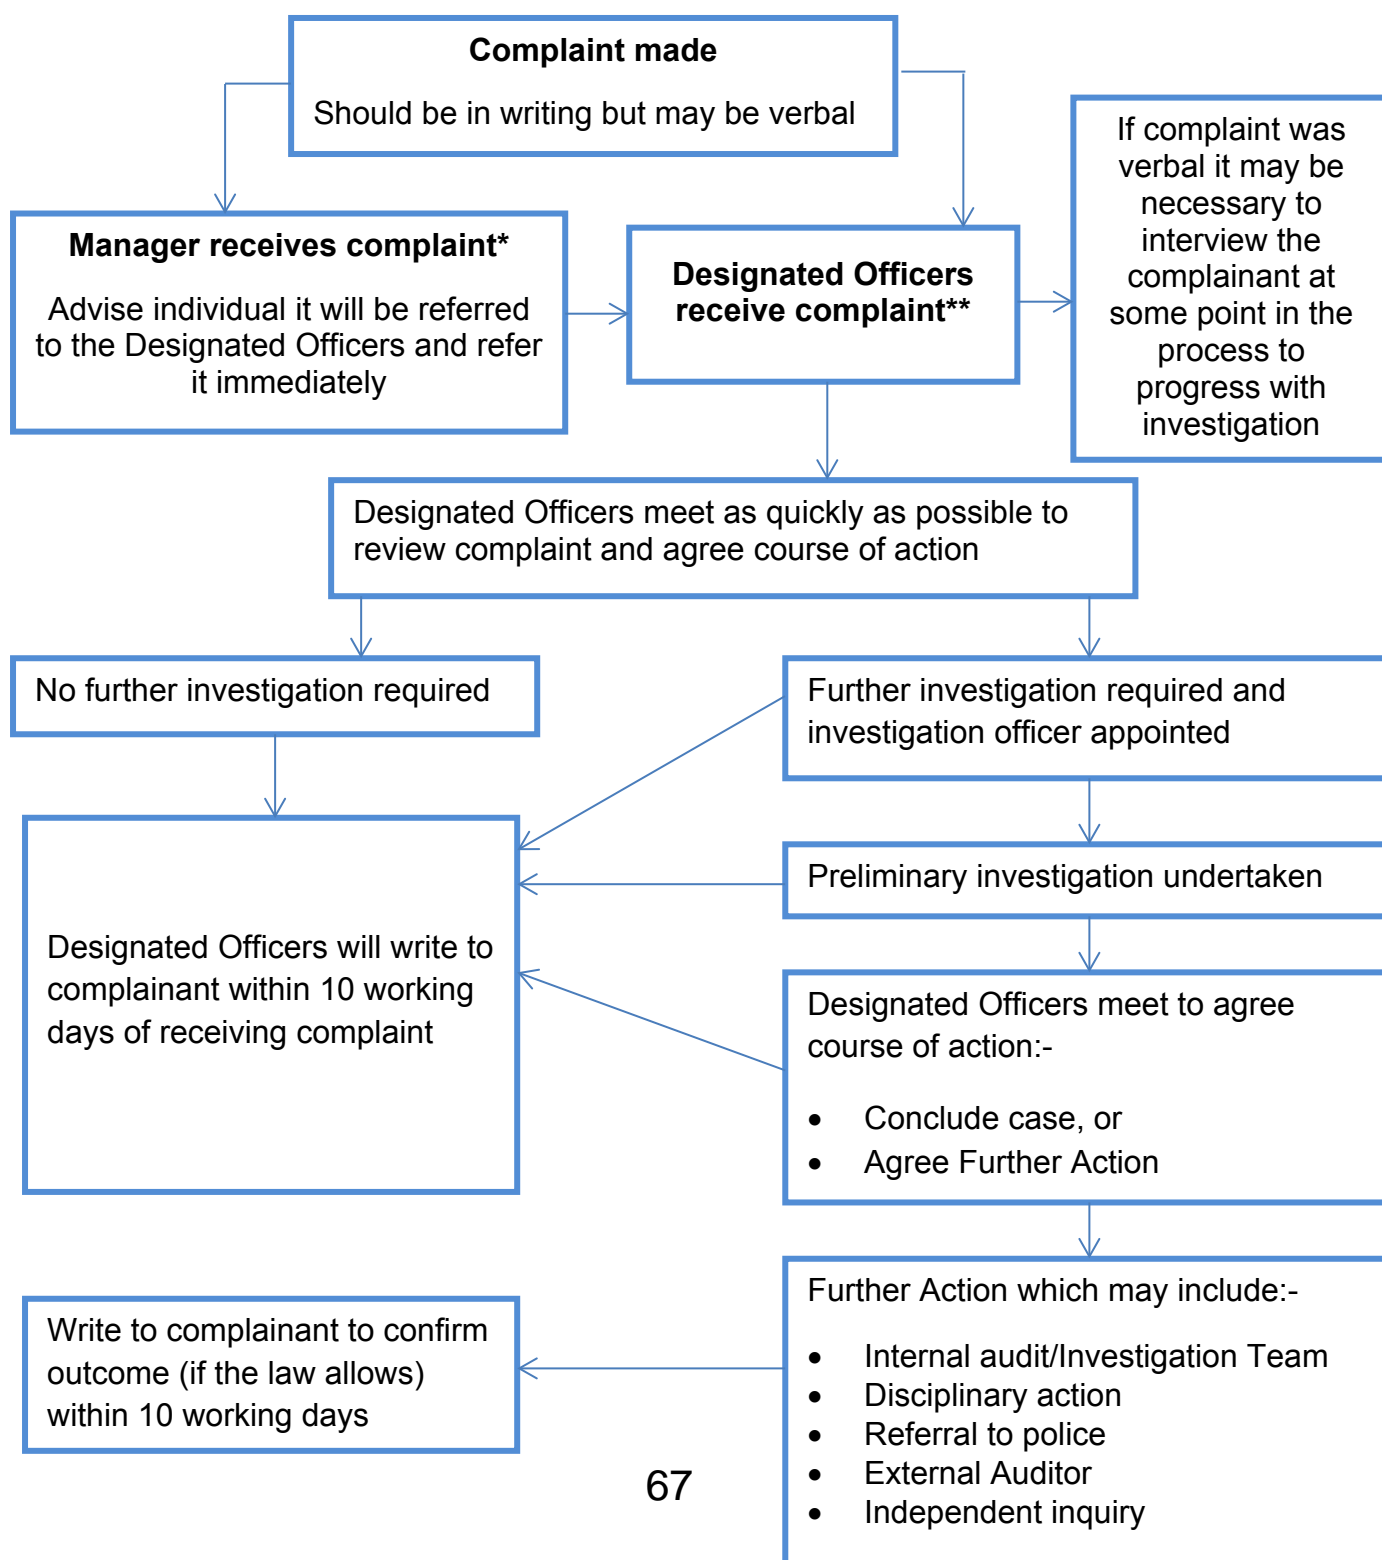 Complaint made
Should be in writing but may be verbal
If complaint was
verbal it may be
necessary to
interview the
complainant at
some point in the
process to
progress with
investigation
Manager receives complaint*
Advise individual it will be referred
to the Designated Officers and refer
it immediately
Designated Officers
receive complaint**
Designated Officers meet as quickly as possible to
review complaint and agree course of action
No further investigation required
Further investigation required and
investigation officer appointed
Preliminary investigation undertaken
Designated Officers will write to
complainant within 10 working
days of receiving complaint
Designated Officers meet to agree
course of action:-
• Conclude case, or
• Agree Further Action
Further Action which may include:-
• Internal audit/Investigation Team
• Disciplinary action
• Referral to police
• External Auditor
• Independent inquiry
Write to complainant to confirm
outcome (if the law allows)
within 10 working days
67